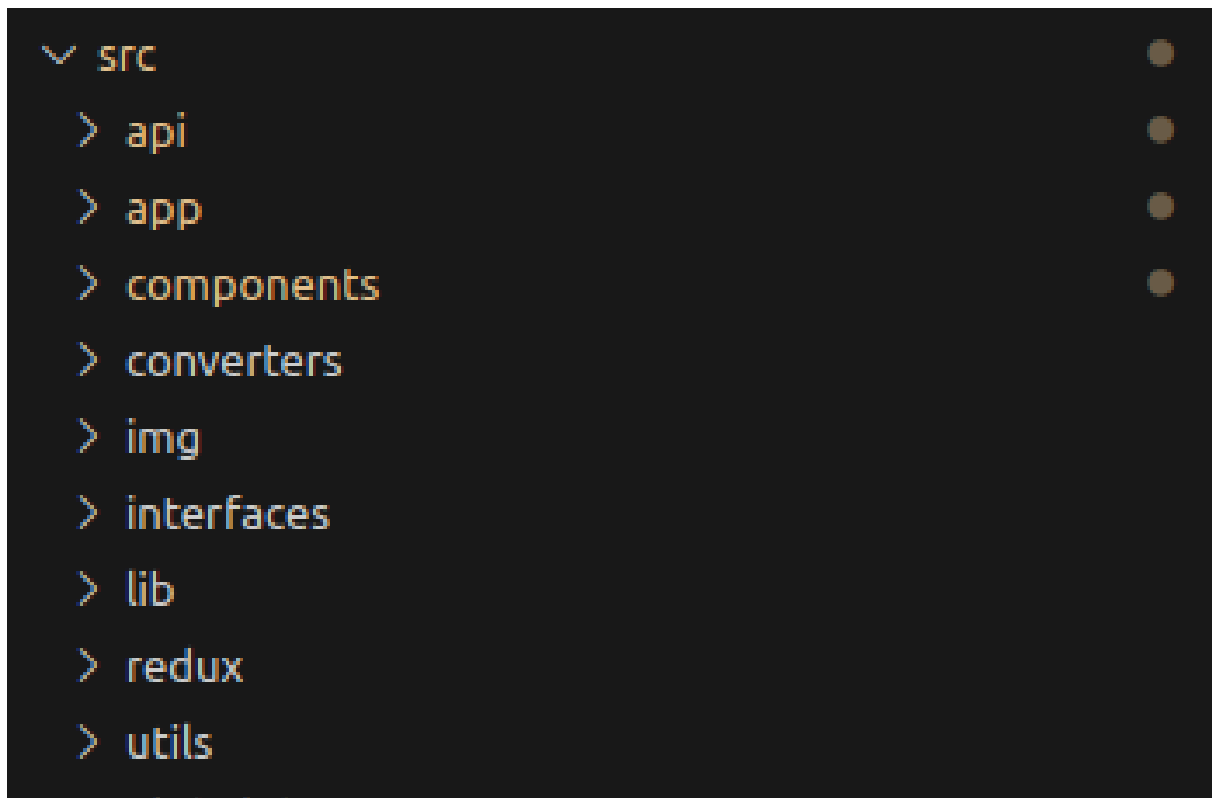 src
api
app
components
converters
img
interfaces
lib
redux
utils